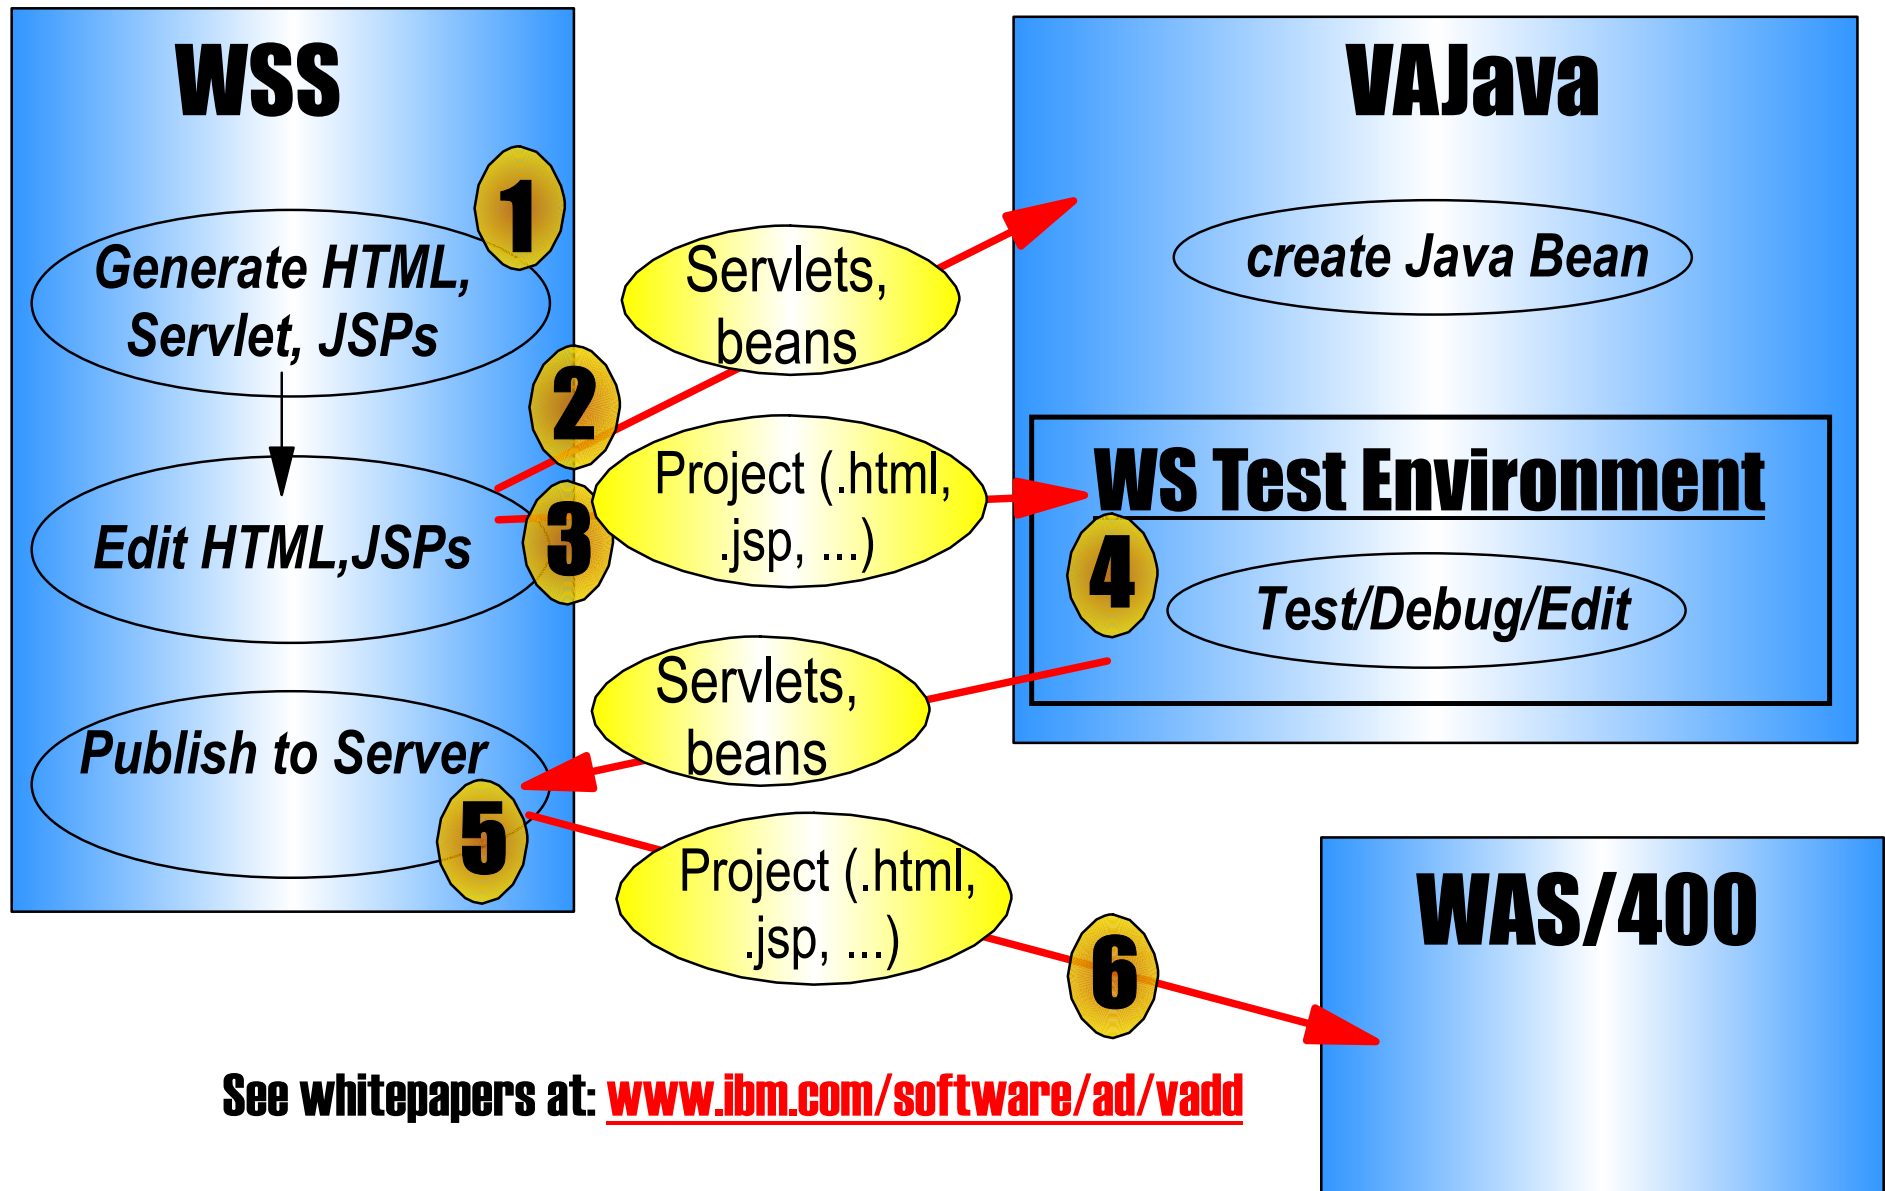 WSS
1
Generate HTML,
Servlet, JSPs
2
Edit HTML,JSPs
3
Publish to Server
5
Servlets,
beans
Project (.html,
.jsp, ...)
Servlets,
beans
Project (.html,
.jsp, ...)
6
VAJava
create Java Bean
WS Test Environment
4
Test/Debug/Edit
WAS/400
See whitepapers at: www.ibm.com/software/ad/vadd